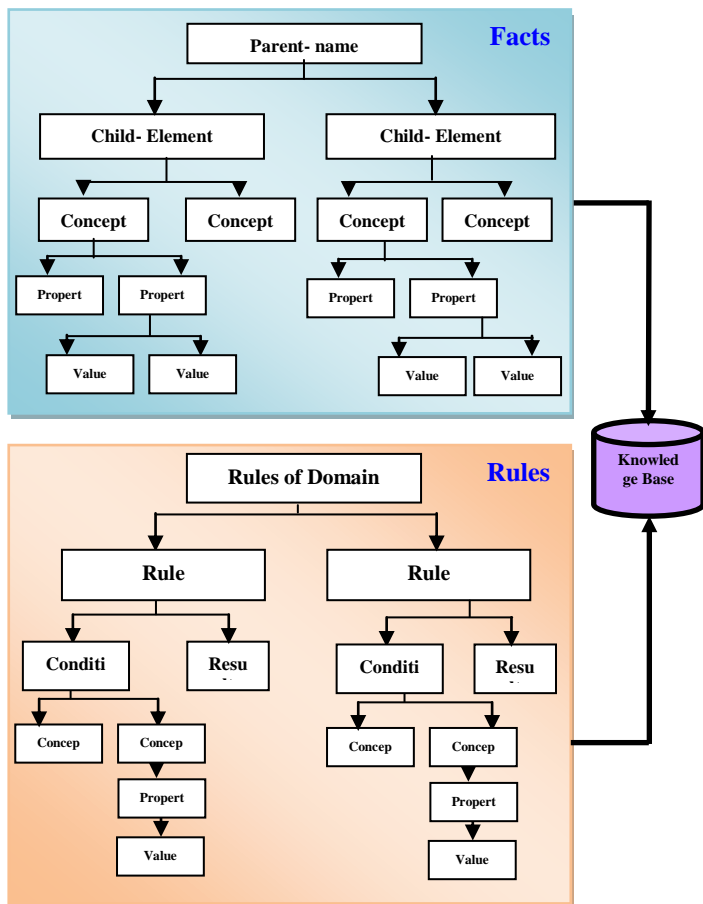 Facts
Parent- name
Child- Element
Child- Element
Concept
Concept
Concept
Concept
Propert
Propert
Propert
Propert
Value
Value
Value
Value
Knowled
ge Base
Rules
Rules of Domain
Rule
Rule
Conditi
Resu
Conditi
Resu
Concep
Concep
Concep
Concep
Propert
Propert
Value
Value